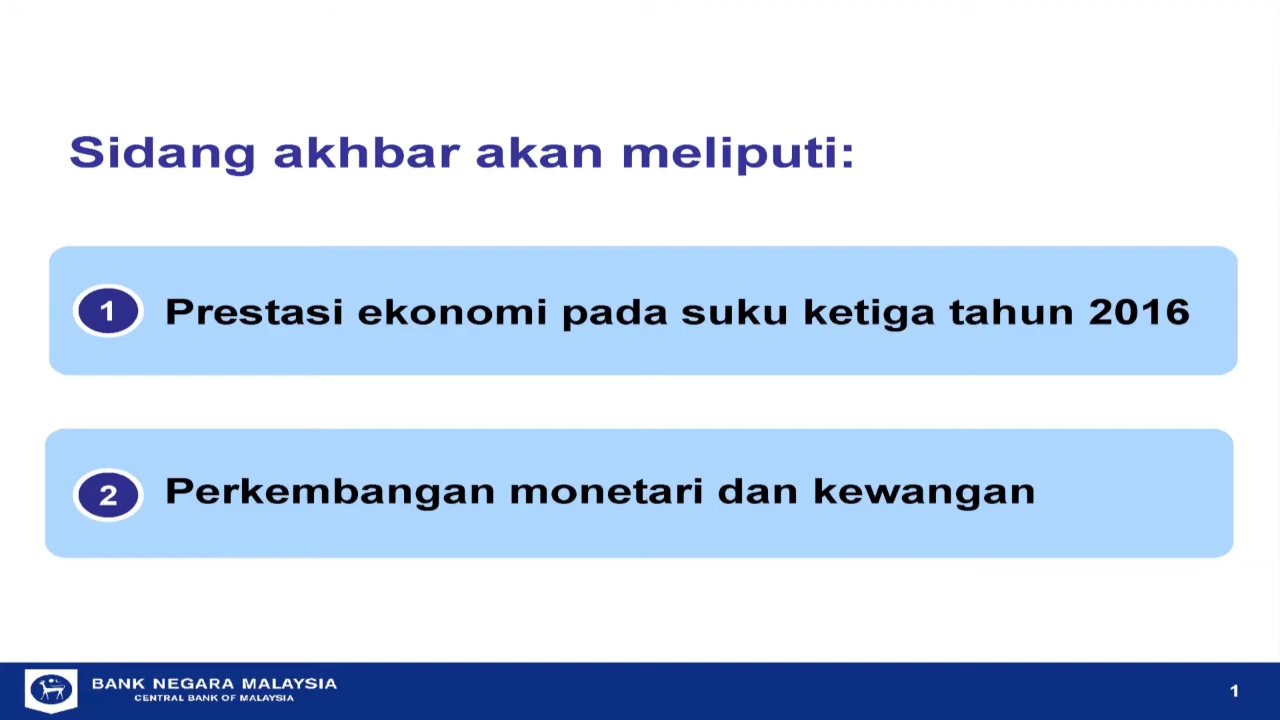 Sidang akhbar akan meliputi:
1 Prestasi ekonomi pada suku ketiga tahun 2016
2 Perkembangan monetari dan kewangan
BANK NEGARA MALAYSIA
CENTRAL BANK OF MALAYSIA
1